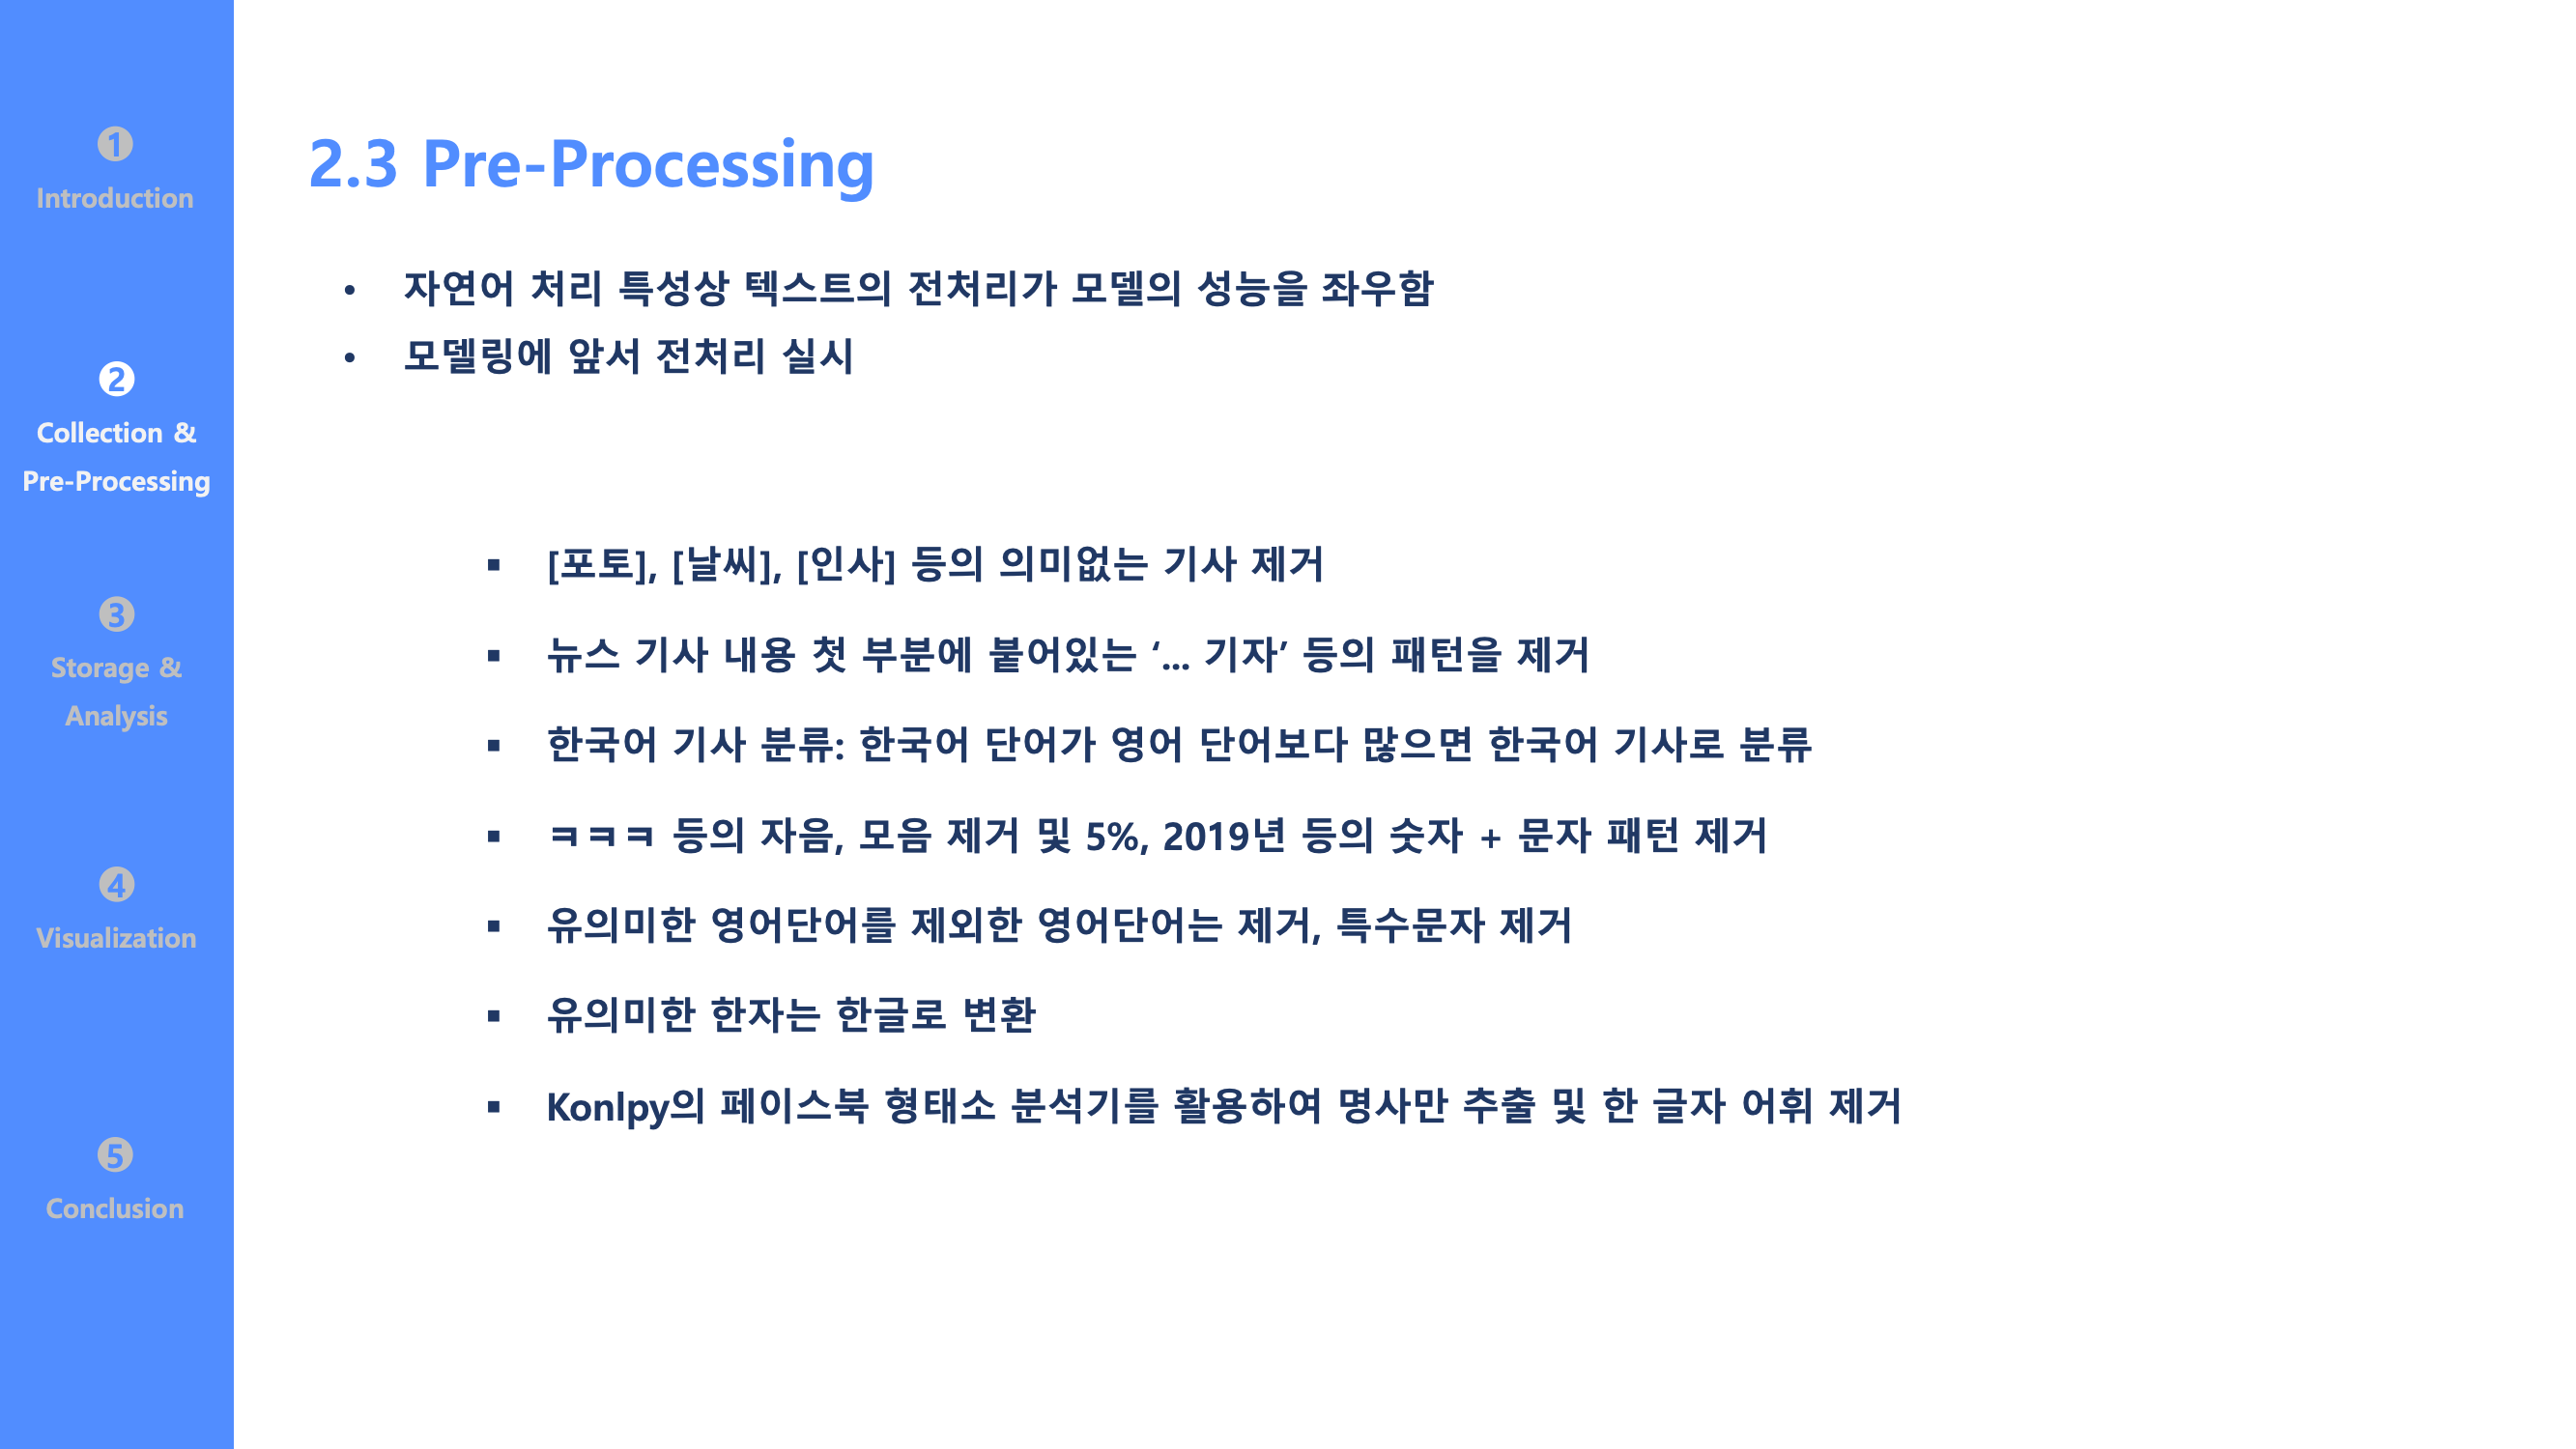 ❶
Introduction
❷
Collection &
Pre-Processing
❸
Storage &
Analysis
❹
Visualization
❺
Conclusion
2.3 Pre-Processing
• 자연어 처리 특성상 텍스트의 전처리가 모델의 성능을 좌우함
• 모델링에 앞서 전처리 실시
▪ [포토], [날씨], [인사] 등의 의미없는 기사 제거
▪ 뉴스 기사 내용 첫 부분에 붙어있는 ‘... 기자’ 등의 패턴을 제거
▪ 한국어 기사 분류: 한국어 단어가 영어 단어보다 많으면 한국어 기사로 분류
▪ ㅋㅋㅋ 등의 자음, 모음 제거 및 5%, 2019년 등의 숫자 + 문자 패턴 제거
▪ 유의미한 영어단어를 제외한 영어단어는 제거, 특수문자 제거
▪ 유의미한 한자는 한글로 변환
▪ Konlpy의 페이스북 형태소 분석기를 활용하여 명사만 추출 및 한 글자 어휘 제거